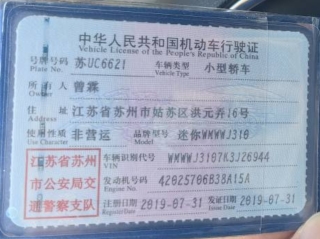 中华人民共和国机动车行驶证
Vehicle License of the People's Republic of China
号牌号码 苏UC6621 车辆类型 小型轿车
Plate No. Vehicle Type
所有人 曾霖
Owner
住址 江苏省苏州市姑苏区洪元弄16号
Address
使用性质 非营运 品牌型号 迷你WMWWJ310
Use Character Model
江苏省苏州 车辆识别代号 WMWWJ3107K3J26944
VIN
市公安局交 发动机号码 42025706B38A15A
Engine No.
通警察支队 注册日期 2019-07-31 发证日期 2019-07-31
Register Date Issue Date